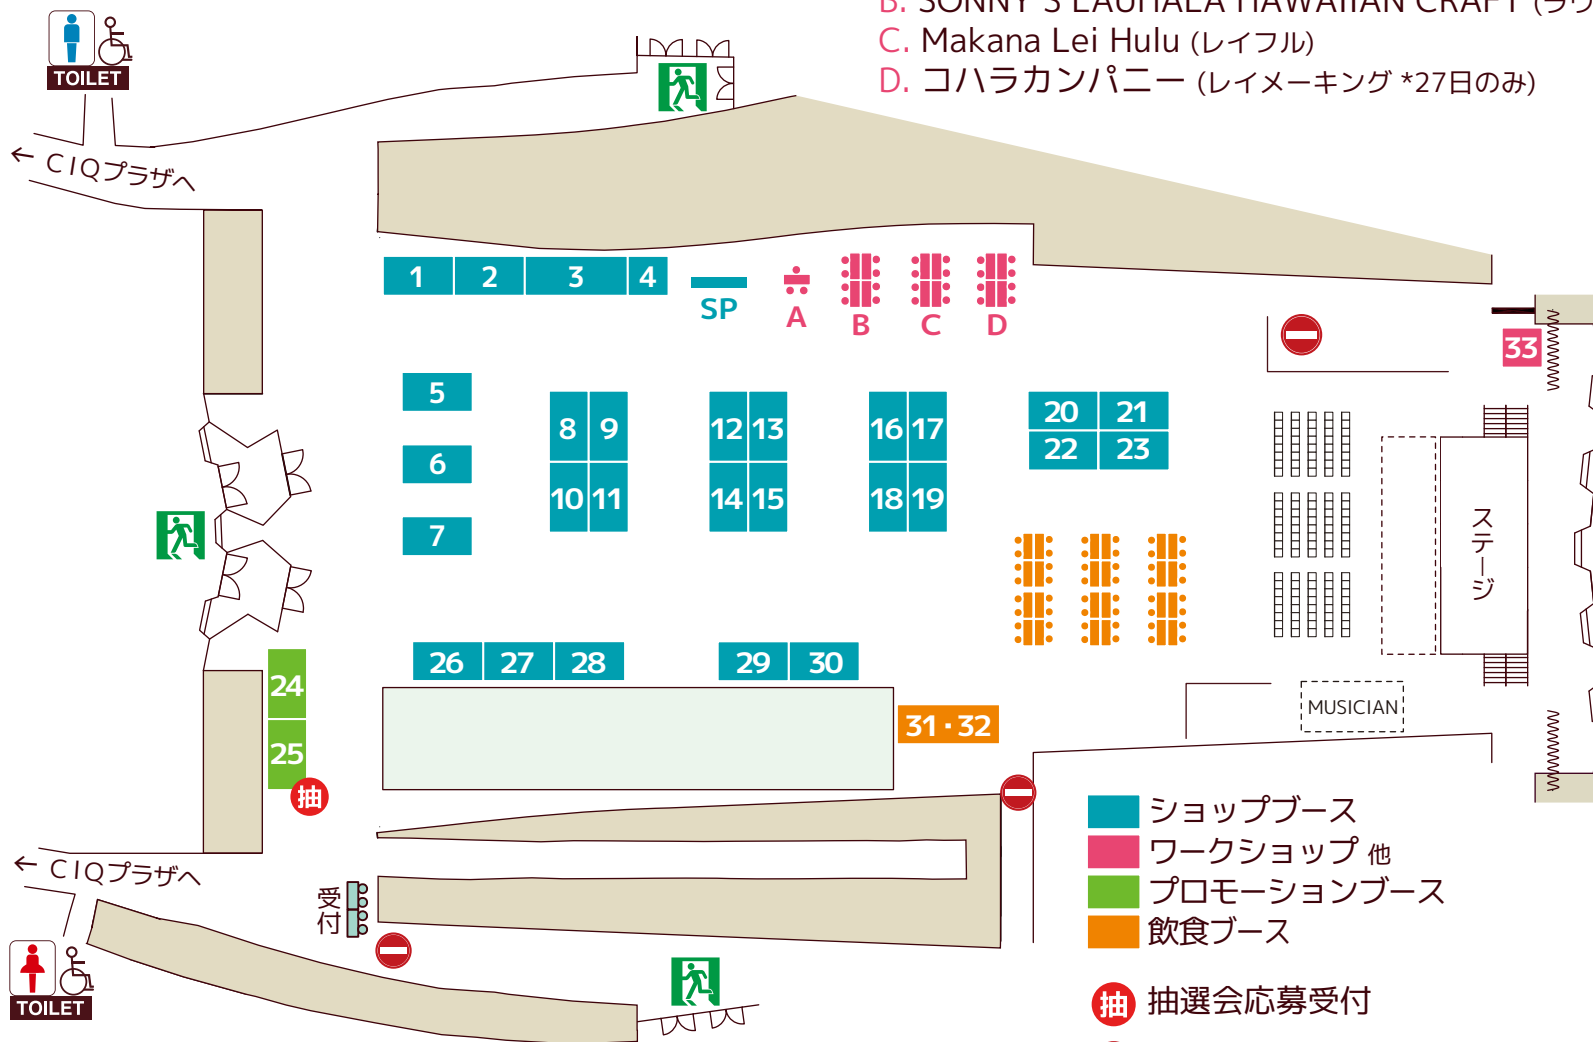 B. SONNY'S LAUHALA HAWAIIAN CRAFT
C. Makana Lei Hulu (レイフル)
D. コハラカンパニー (レイメーキング *27日のみ)
TOILET
← CIQプラザへ
1 2 3 4
SP
A
B
C
D
33
5
6
7
8 9
10 11
12 13
14 15
16 17
18 19
20 21
22 23
ステージ
24
25
抽
26 27 28
29 30
31・32
MUSICIAN
← CIQプラザへ
受付
TOILET
ショップブース
ワークショップ 他
プロモーションブース
飲食ブース
抽 抽選会応募受付